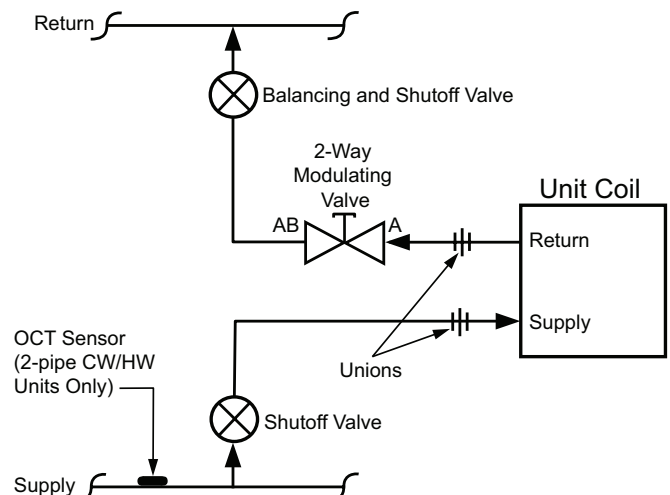 Return
Balancing and Shutoff Valve
2-Way
Modulating
Valve
AB
A
Unit Coil
Return
Supply
Unions
OCT Sensor
(2-pipe CW/HW
Units Only)
Shutoff Valve
Supply